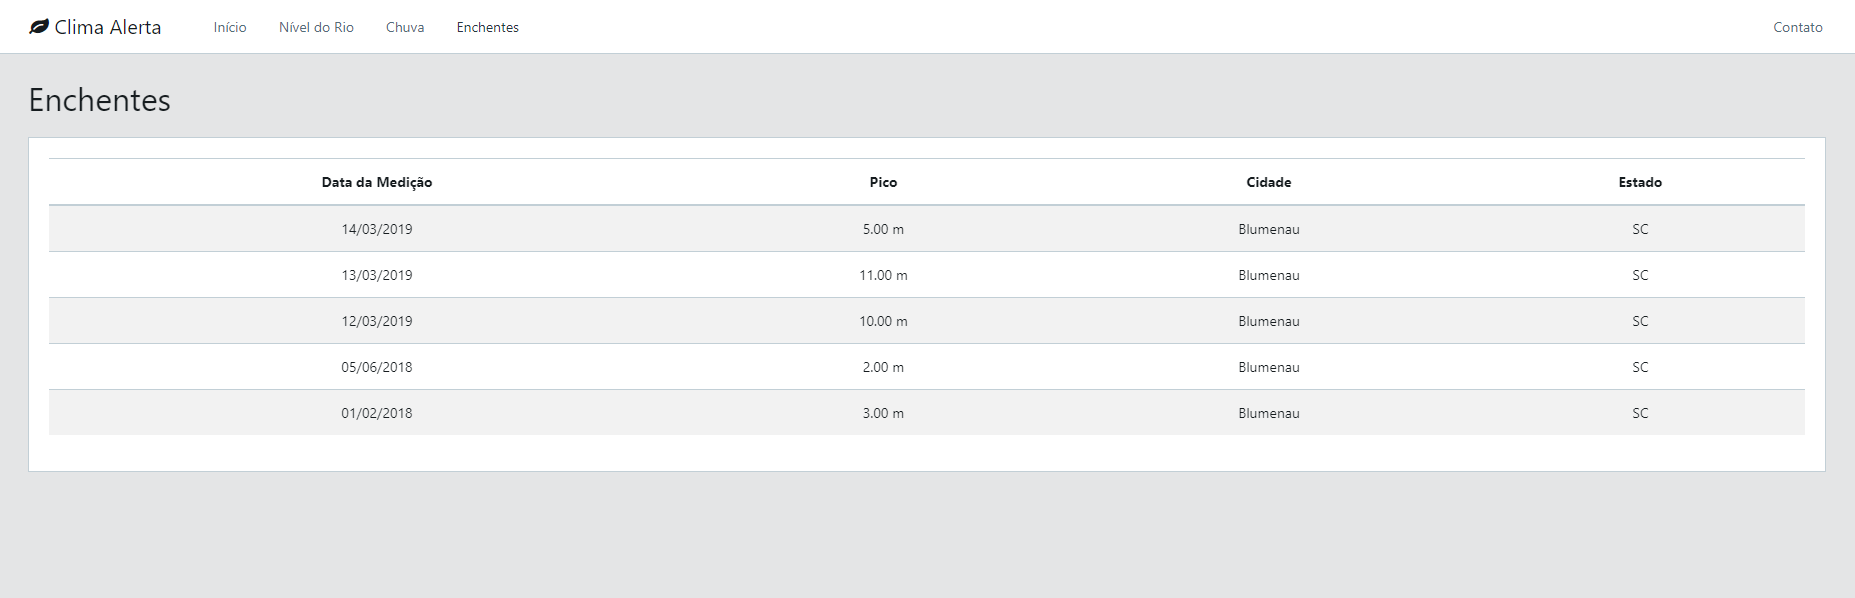 Clima Alerta Início Nível do Rio Chuva Enchentes Contato
Enchentes
Data da Medição Pico Cidade Estado
14/03/2019 5.00 m Blumenau SC
13/03/2019 11.00 m Blumenau SC
12/03/2019 10.00 m Blumenau SC
05/06/2018 2.00 m Blumenau SC
01/02/2018 3.00 m Blumenau SC